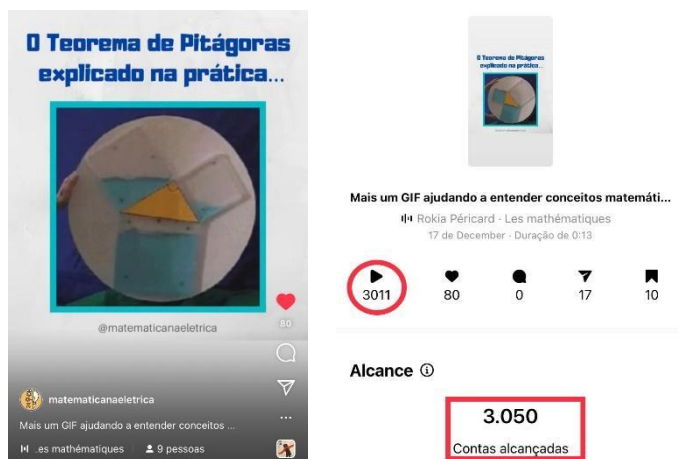 O Teorema de Pitágoras
explicado na prática...
@matematicanaeletrica
80
matematicanaeletrica
Mais um GIF ajudando a entender conceitos ...
..es mathématiques 9 pessoas
O Teorema de Pitágoras
explicado na prática...
Mais um GIF ajudando a entender conceitos matemáti...
Rokia Péricard · Les mathématiques
17 de December · Duração de 0:13
3011 80 0 17 10
Alcance
3.050
Contas alcançadas